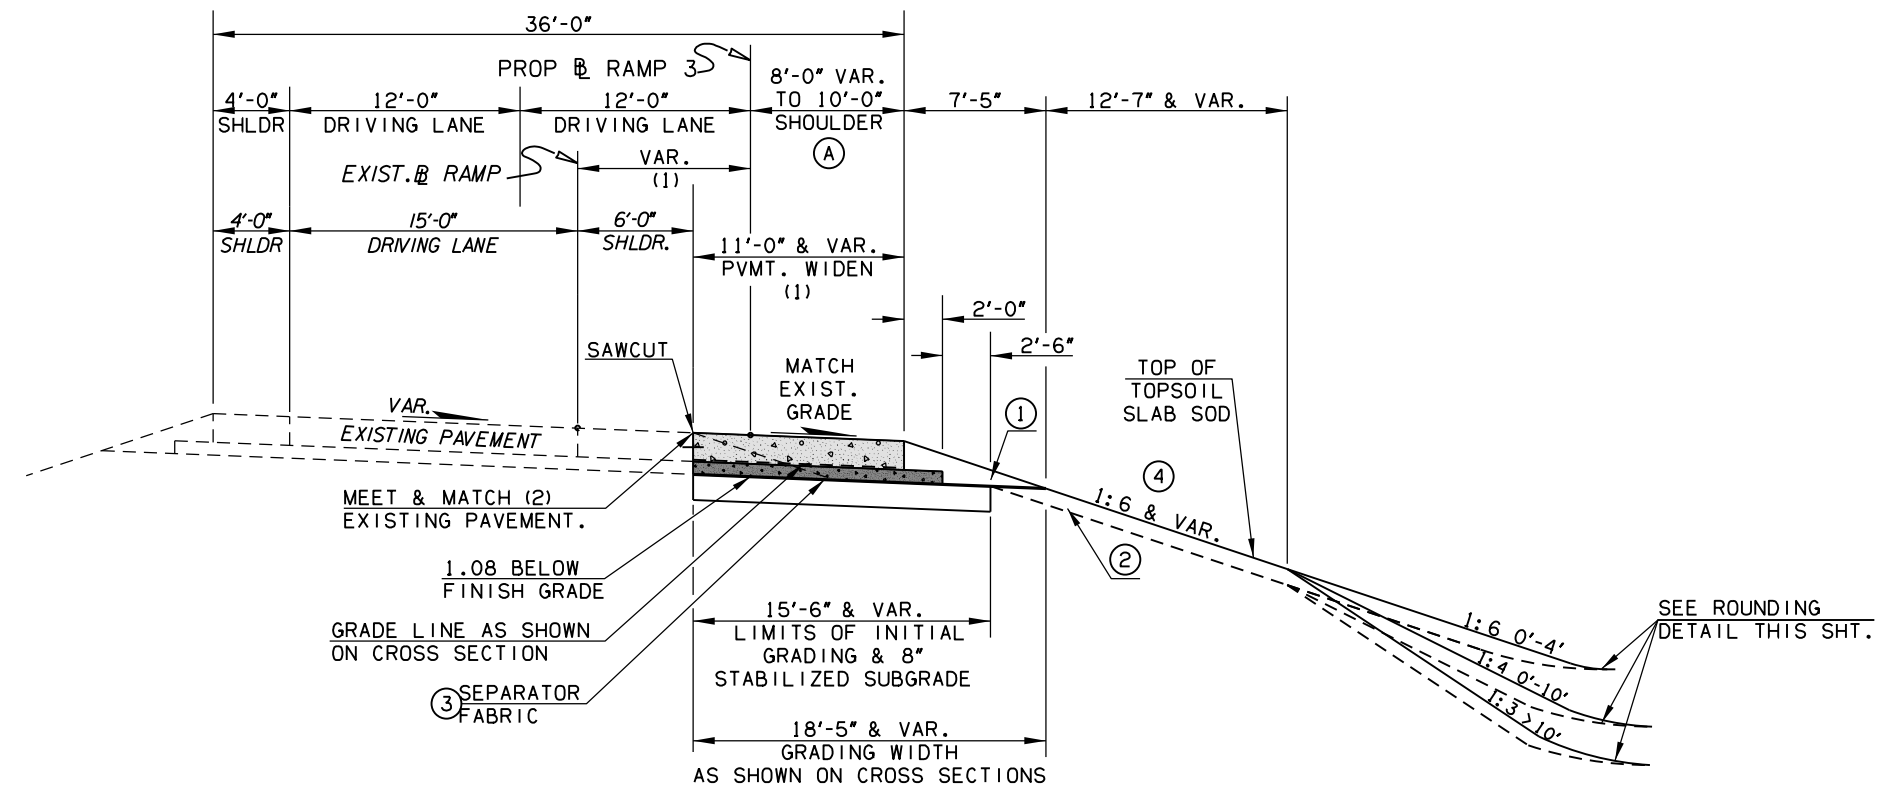 36'-0"
PROP BL RAMP 3
8'-0" VAR.
TO 10'-0"
SHOULDER
A
4'-0"
SHLDR
12'-0"
DRIVING LANE
12'-0"
DRIVING LANE
7'-5"
12'-7" & VAR.
EXIST. BL RAMP
VAR.
(1)
4'-0"
SHLDR
15'-0"
DRIVING LANE
6'-0"
SHLDR.
11'-0" & VAR.
PVMT. WIDEN
(1)
2'-0"
2'-6"
SAWCUT
MATCH
EXIST.
GRADE
TOP OF
TOPSOIL
SLAB SOD
VAR.
EXISTING PAVEMENT
1
4
1:6 & VAR.
2
MEET & MATCH (2)
EXISTING PAVEMENT.
1.08 BELOW
FINISH GRADE
GRADE LINE AS SHOWN
ON CROSS SECTION
3
SEPARATOR
FABRIC
15'-6" & VAR.
LIMITS OF INITIAL
GRADING & 8"
STABILIZED SUBGRADE
18'-5" & VAR.
GRADING WIDTH
AS SHOWN ON CROSS SECTIONS
1:6 0'-4'
1:4 0'-10'
1:3 >10'
SEE ROUNDING
DETAIL THIS SHT.